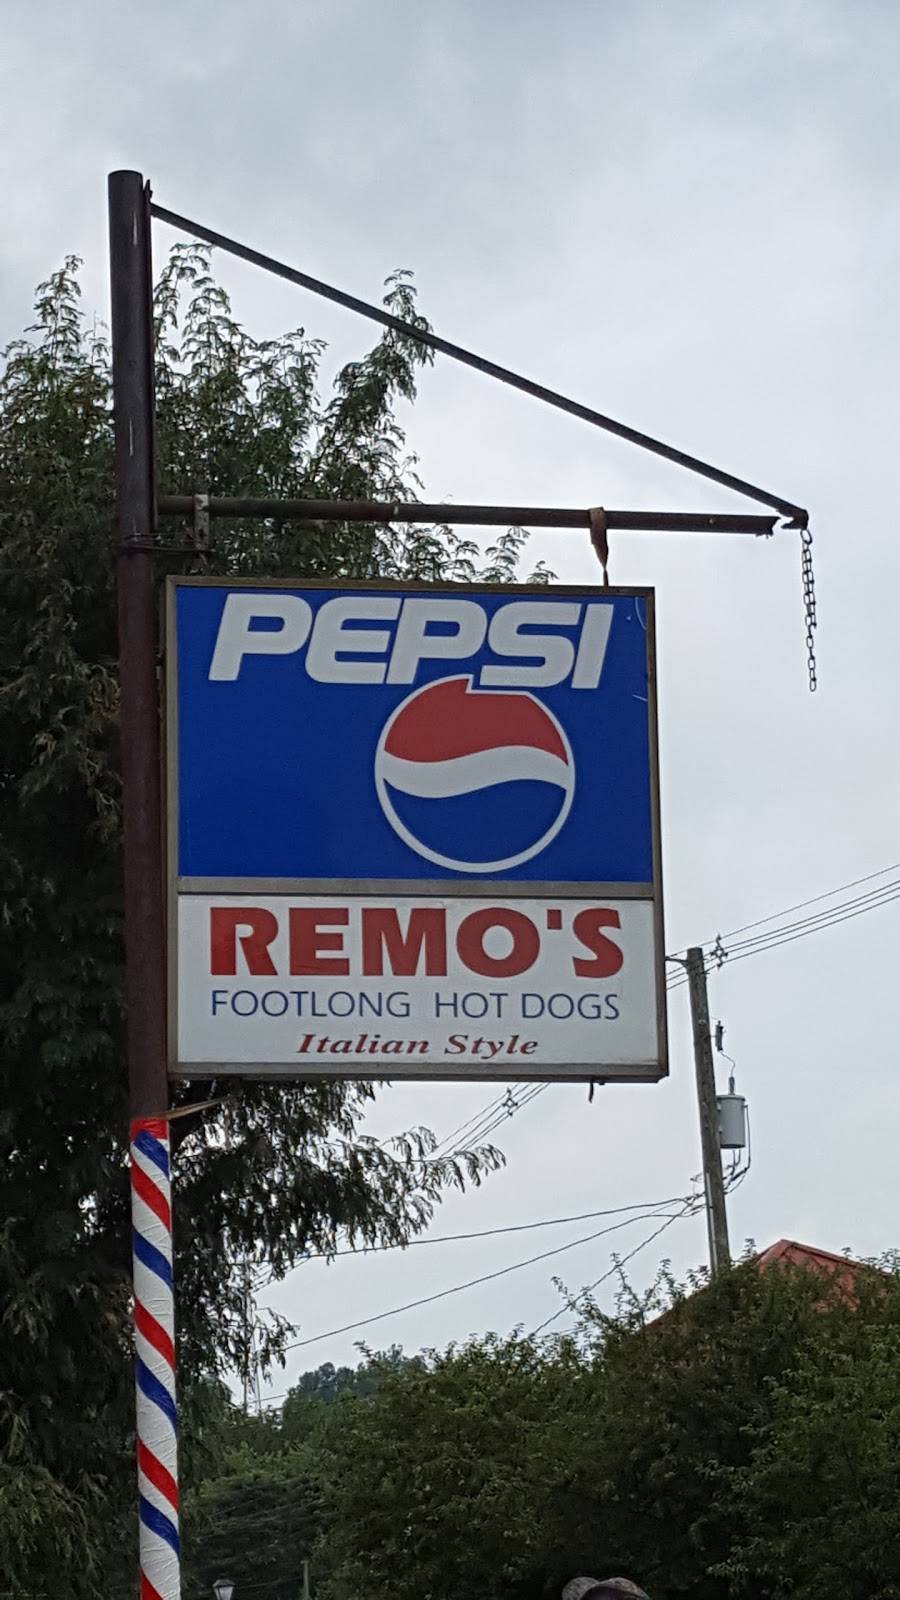 PEPSI
REMO'S
FOOTLONG HOT DOGS
Italian Style